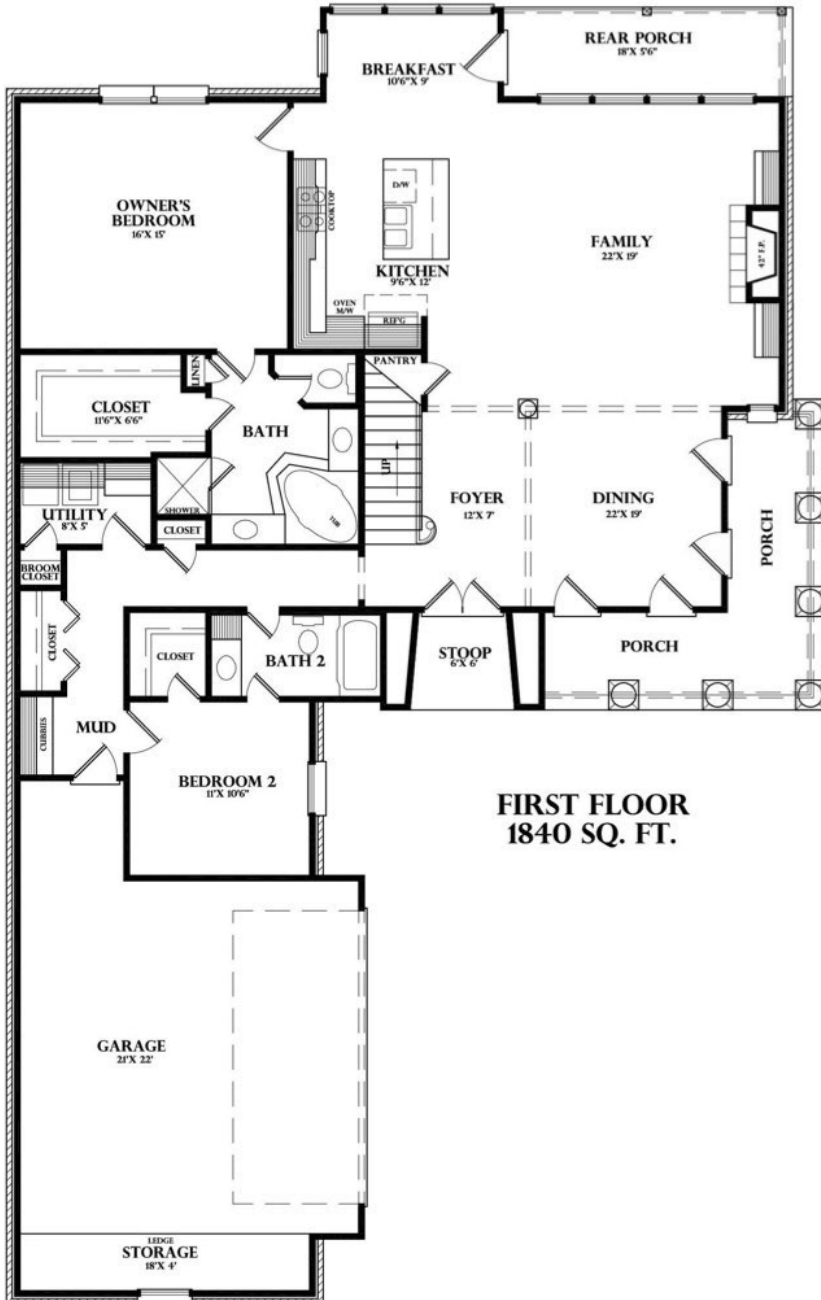 REAR PORCH
18'X 5'6"
BREAKFAST
10'6"X 9'
OWNER'S
BEDROOM
16'X 15'
COOKTOP
D/W
FAMILY
22'X 19'
42" F.P.
KITCHEN
9'6"X 12'
OVEN
M/W
REF'G
PANTRY
LINEN
CLOSET
11'6"X 6'6"
BATH
UP
SHOWER
TUB
UTILITY
8'X 5'
CLOSET
FOYER
12'X 7'
DINING
22'X 19'
PORCH
BROOM
CLOSET
CLOSET
CLOSET
BATH 2
STOOP
6'X 6'
PORCH
CUBBIES
MUD
BEDROOM 2
11'X 10'6"
FIRST FLOOR
1840 SQ. FT.
GARAGE
21'X 22'
LEDGE
STORAGE
18'X 4'